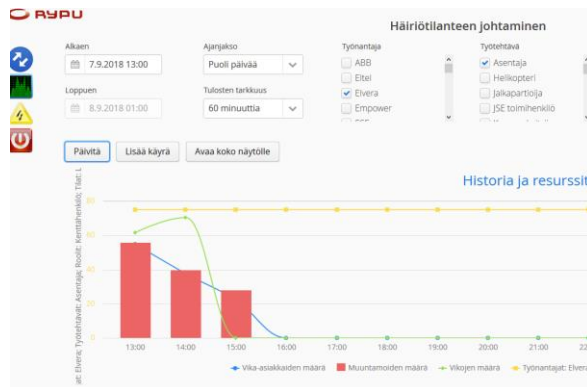 RYPU
Häiriötilanteen johtaminen
Alkaen
Ajanjakso
Työnantaja
Työtehtävä
7.9.2018 13:00
Puoli päivää
ABB
Eltel
Elvera
Empower
Asentaja
Helikopteri
Jalkapartioija
JSE toimihenkilö
Loppuen
Tulosten tarkkuus
8.9.2018 01:00
60 minuuttia
Päivitä
Lisää käyrä
Avaa koko näytölle
Historia ja resurssit
at: Elvera; Työtehtävät: Asentaja; Roolit: Kenttähenkilö; Tilat: L
80
60
40
20
0
13:00 14:00 15:00 16:00 17:00 18:00 19:00 20:00 21:00 22
Vika-asiakkaiden määrä Muuntamoiden määrä Vikojen määrä Työnantajat: Elvera